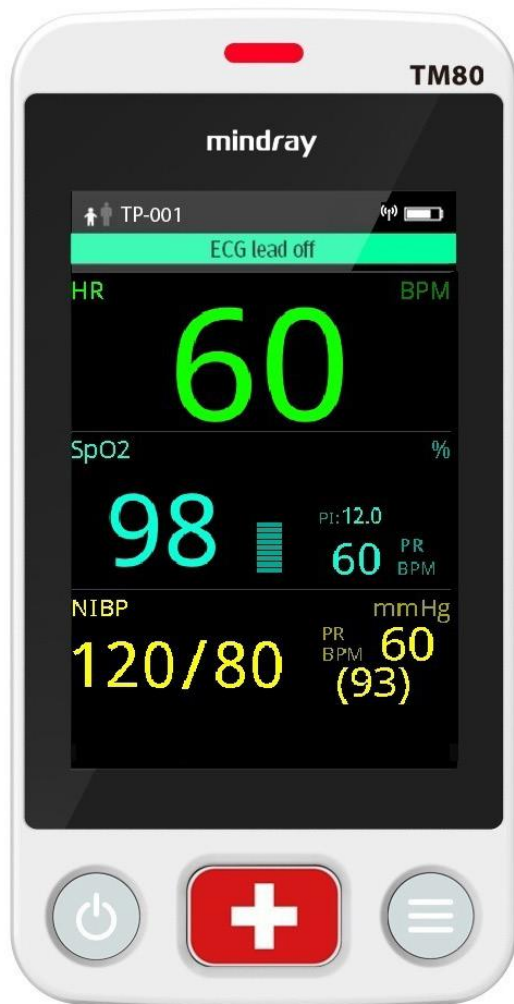 TM80
mindray
TP-001
ECG lead off
HR BPM
60
SpO2 %
98 PI:12.0
60 PR BPM
NIBP mmHg
120/80 PR BPM 60
(93)